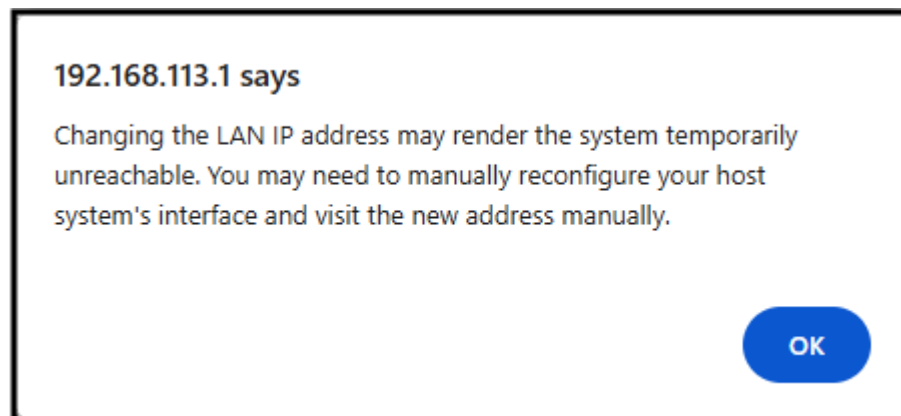 192.168.113.1 says
Changing the LAN IP address may render the system temporarily
unreachable. You may need to manually reconfigure your host
system's interface and visit the new address manually.
OK